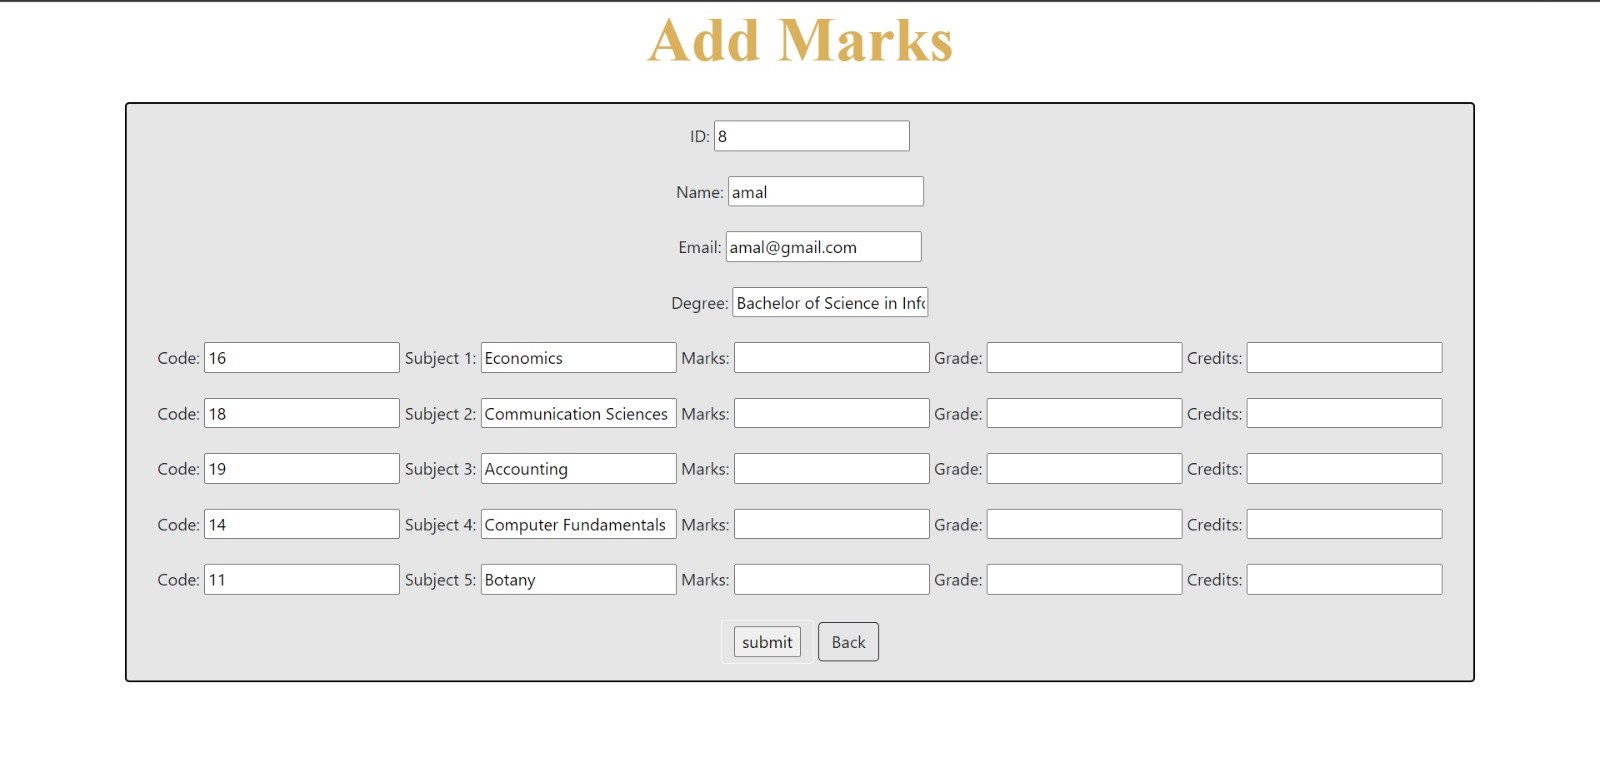 Add Marks
ID: 8
Name: amal
Email: amal@gmail.com
Degree: Bachelor of Science in
Code: 16 Subject 1: Economics Marks: Grade: Credits:
Code: 18 Subject 2: Communication Sciences Marks: Grade: Credits:
Code: 19 Subject 3: Accounting Marks: Grade: Credits:
Code: 14 Subject 4: Computer Fundamentals Marks: Grade: Credits:
Code: 11 Subject 5: Botany Marks: Grade: Credits:
submit Back